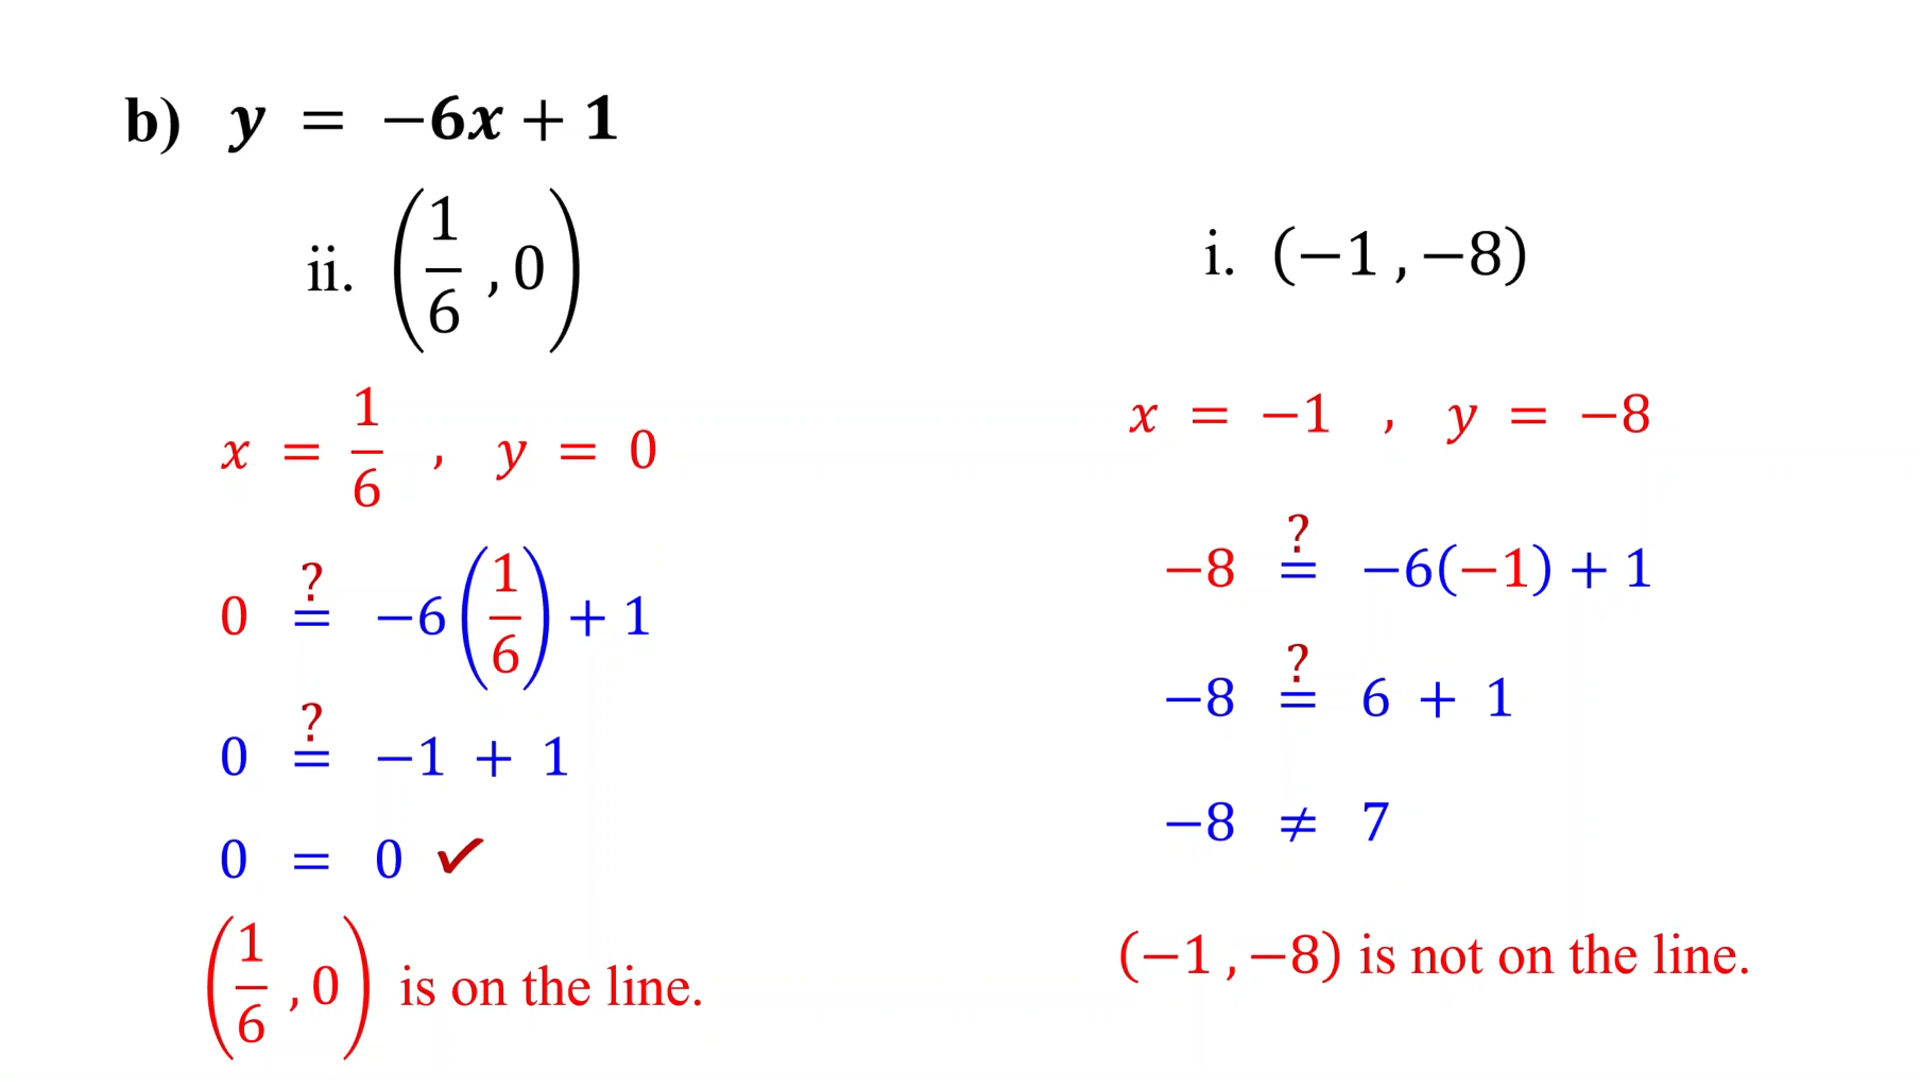 b) y = −6x + 1
ii. (1/6 , 0)
x = 1/6 , y = 0
0 ≟ −6(1/6) + 1
0 ≟ −1 + 1
0 = 0 ✓
(1/6 , 0) is on the line.
i. (−1 , −8)
x = −1 , y = −8
−8 ≟ −6(−1) + 1
−8 ≟ 6 + 1
−8 ≠ 7
(−1 , −8) is not on the line.